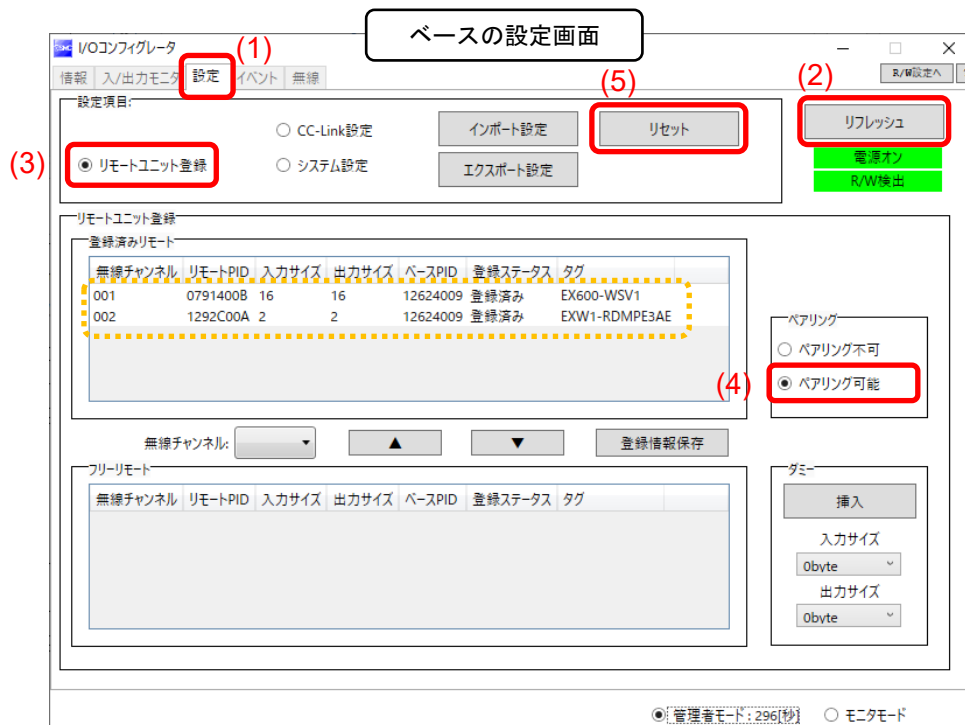 ベースの設定画面
SMC I/Oコンフィグレータ
(1)
情報 入/出力モニタ 設定 イベント 無線
R/W設定へ
設定項目:
(5)
(2)
CC-Link設定 インポート設定 リセット リフレッシュ
(3) リモートユニット登録 システム設定 エクスポート設定
電源オン
R/W検出
リモートユニット登録
登録済みリモート
無線チャンネル リモートPID 入力サイズ 出力サイズ ベースPID 登録ステータス タグ
001 0791400B 16 16 12624009 登録済み EX600-WSV1
002 1292C00A 2 2 12624009 登録済み EXW1-RDMPE3AE
ペアリング
ペアリング不可
(4) ペアリング可能
無線チャンネル: ▲ ▼ 登録情報保存
フリーリモート
無線チャンネル リモートPID 入力サイズ 出力サイズ ベースPID 登録ステータス タグ
ダミー
挿入
入力サイズ
0byte
出力サイズ
0byte
管理者モード : 296[秒] モニタモード